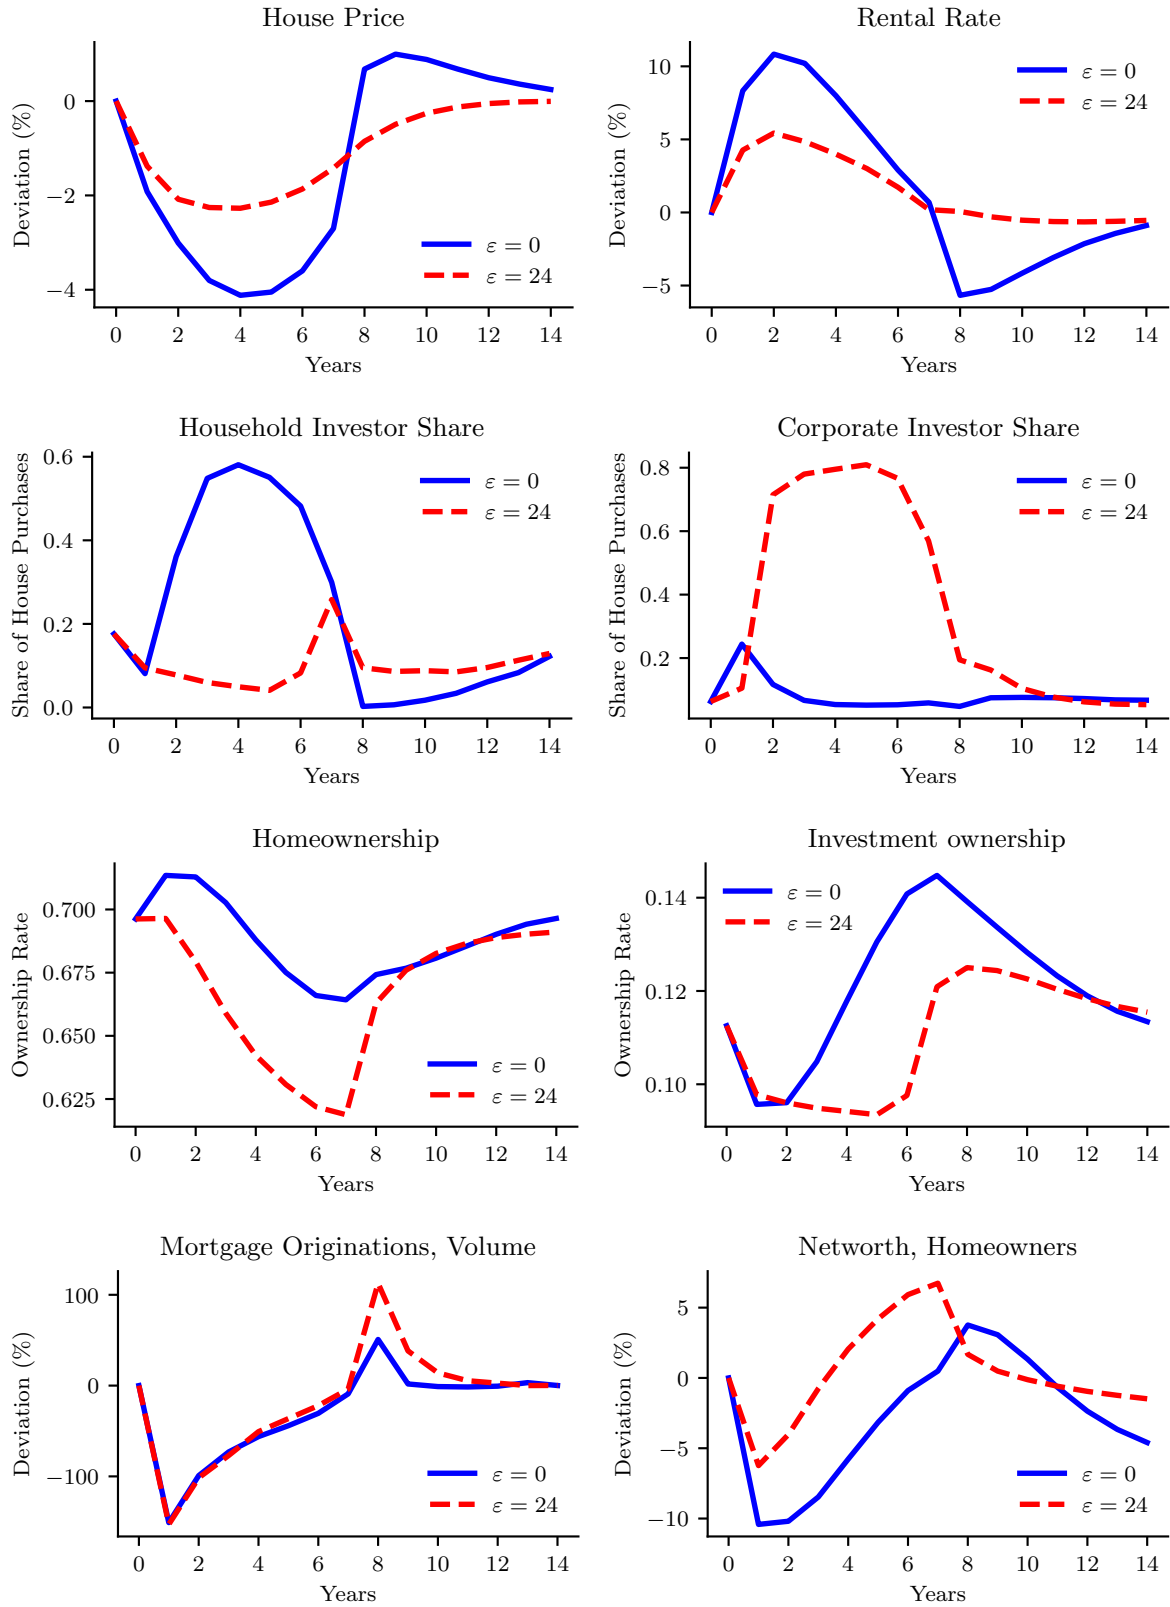 House Price
Deviation (%)
0
−2
−4
ε = 0
ε = 24
0 2 4 6 8 10 12 14
Years
Rental Rate
Deviation (%)
10
5
0
−5
ε = 0
ε = 24
0 2 4 6 8 10 12 14
Years
Household Investor Share
Share of House Purchases
0.6
0.4
0.2
0.0
ε = 0
ε = 24
0 2 4 6 8 10 12 14
Years
Corporate Investor Share
Share of House Purchases
0.8
0.6
0.4
0.2
ε = 0
ε = 24
0 2 4 6 8 10 12 14
Years
Homeownership
Ownership Rate
0.700
0.675
0.650
0.625
ε = 0
ε = 24
0 2 4 6 8 10 12 14
Years
Investment ownership
Ownership Rate
0.14
0.12
0.10
ε = 0
ε = 24
0 2 4 6 8 10 12 14
Years
Mortgage Originations, Volume
Deviation (%)
100
0
−100
ε = 0
ε = 24
0 2 4 6 8 10 12 14
Years
Networth, Homeowners
Deviation (%)
5
0
−5
−10
ε = 0
ε = 24
0 2 4 6 8 10 12 14
Years